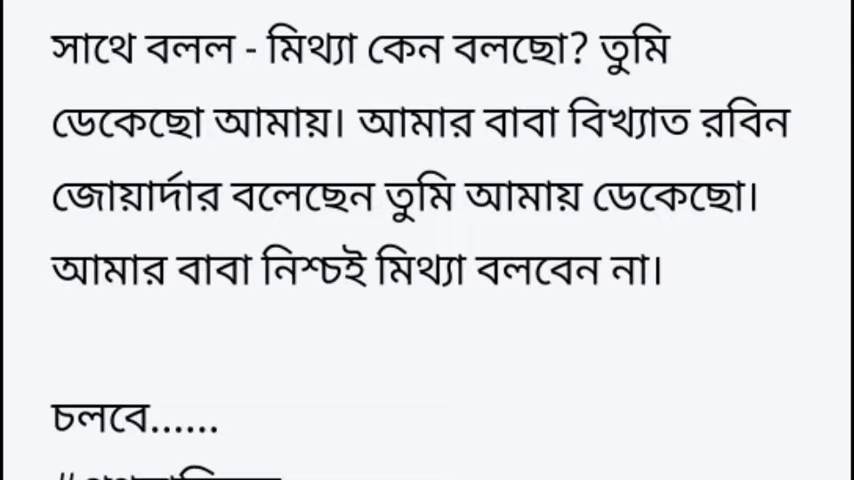 সাথে বলল - মিথ্যা কেন বলছো? তুমি
ডেকেছো আমায়। আমার বাবা বিখ্যাত রবিন
জোয়ার্দার বলেছেন তুমি আমায় ডেকেছো।
আমার বাবা নিশ্চই মিথ্যা বলবেন না।
চলবে......